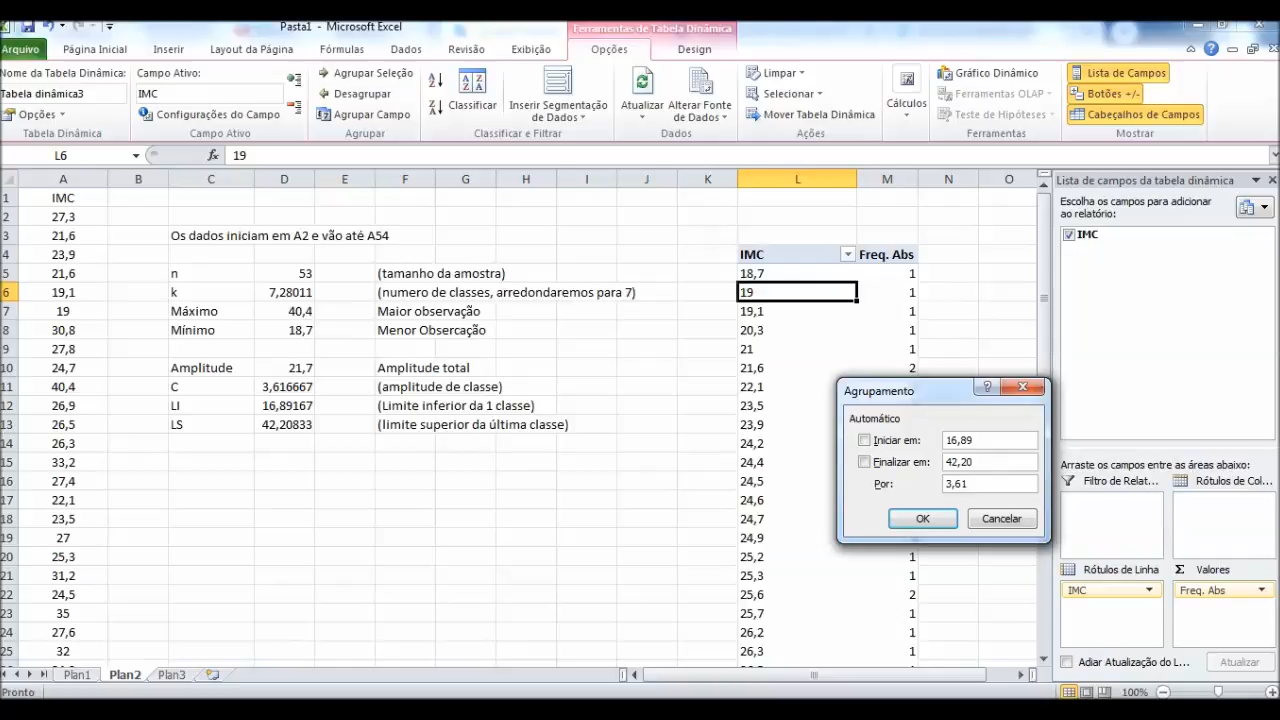 Pasta1 - Microsoft Excel
Ferramentas de Tabela Dinâmica
Arquivo Página Inicial Inserir Layout da Página Fórmulas Dados Revisão Exibição Opções Design
Nome da Tabela Dinâmica:
Tabela dinâmica3
Opções
Tabela Dinâmica
Campo Ativo:
IMC
Configurações do Campo
Campo Ativo
Agrupar Seleção
Desagrupar
Agrupar Campo
Agrupar
Classificar
Inserir Segmentação
de Dados
Classificar e Filtrar
Atualizar
Alterar Fonte
de Dados
Dados
Limpar
Selecionar
Mover Tabela Dinâmica
Ações
Cálculos
Gráfico Dinâmico
Ferramentas OLAP
Teste de Hipóteses
Ferramentas
Lista de Campos
Botões +/-
Cabeçalhos de Campos
Mostrar
L6 fx 19
A B C D E F G H I J K L M N O
1 IMC
2 27,3
3 21,6 Os dados iniciam em A2 e vão até A54
4 23,9 IMC Freq. Abs
5 21,6 n 53 (tamanho da amostra) 18,7 1
6 19,1 k 7,28011 (numero de classes, arredondaremos para 7) 19 1
7 19 Máximo 40,4 Maior observação 19,1 1
8 30,8 Mínimo 18,7 Menor Obsercação 20,3 1
9 27,8 21 1
10 24,7 Amplitude 21,7 Amplitude total 21,6 2
11 40,4 C 3,616667 (amplitude de classe) 22,1
12 26,9 LI 16,89167 (Limite inferior da 1 classe) 23,5
13 26,5 LS 42,20833 (limite superior da última classe) 23,9
14 26,3 24,2
15 33,2 24,4
16 27,4 24,5
17 22,1 24,6
18 23,5 24,7
19 27 24,9
20 25,3 25,2 1
21 31,2 25,3 1
22 24,5 25,6 2
23 35 25,7 1
24 27,6 26,2 1
25 32 26,3 1
Agrupamento
Automático
Iniciar em: 16,89
Finalizar em: 42,20
Por: 3,61
OK Cancelar
Lista de campos da tabela dinâmica
Escolha os campos para adicionar
ao relatório:
IMC
Arraste os campos entre as áreas abaixo:
Filtro de Relat... Rótulos de Col...
Rótulos de Linha Σ Valores
IMC Freq. Abs
Adiar Atualização do L... Atualizar
Plan1 Plan2 Plan3
Pronto 100%